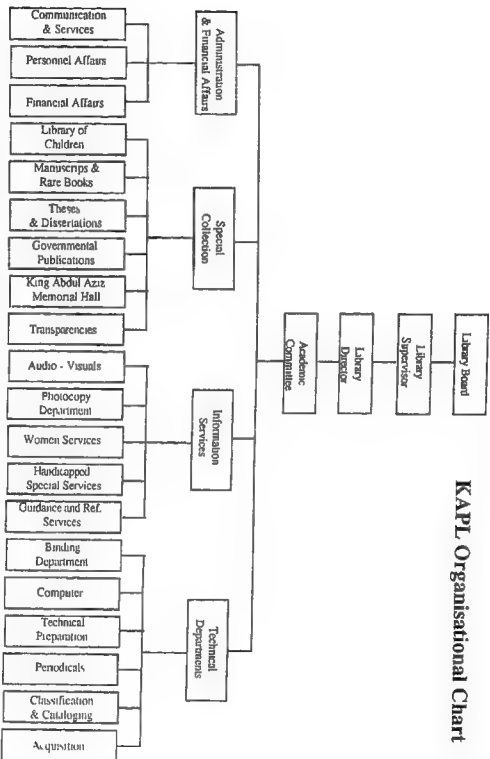 KAPL Organisational Chart
Library Board
Library
Supervisor
Library
Director
Academic
Committee
Administration
& Financial Affairs
Communication
& Services
Personnel Affairs
Financial Affairs
Special
Collection
Library of
Children
Manuscrips &
Rare Books
Theses
& Dissertations
Governmental
Publications
King Abdul Aziz
Memorial Hall
Transparencies
Information
Services
Audio - Visuals
Photocopy
Department
Women Services
Handicapped
Special Services
Guidance and Ref.
Services
Technical
Departments
Binding
Department
Computer
Technical
Preparation
Periodicals
Classification
& Cataloging
Acquisition